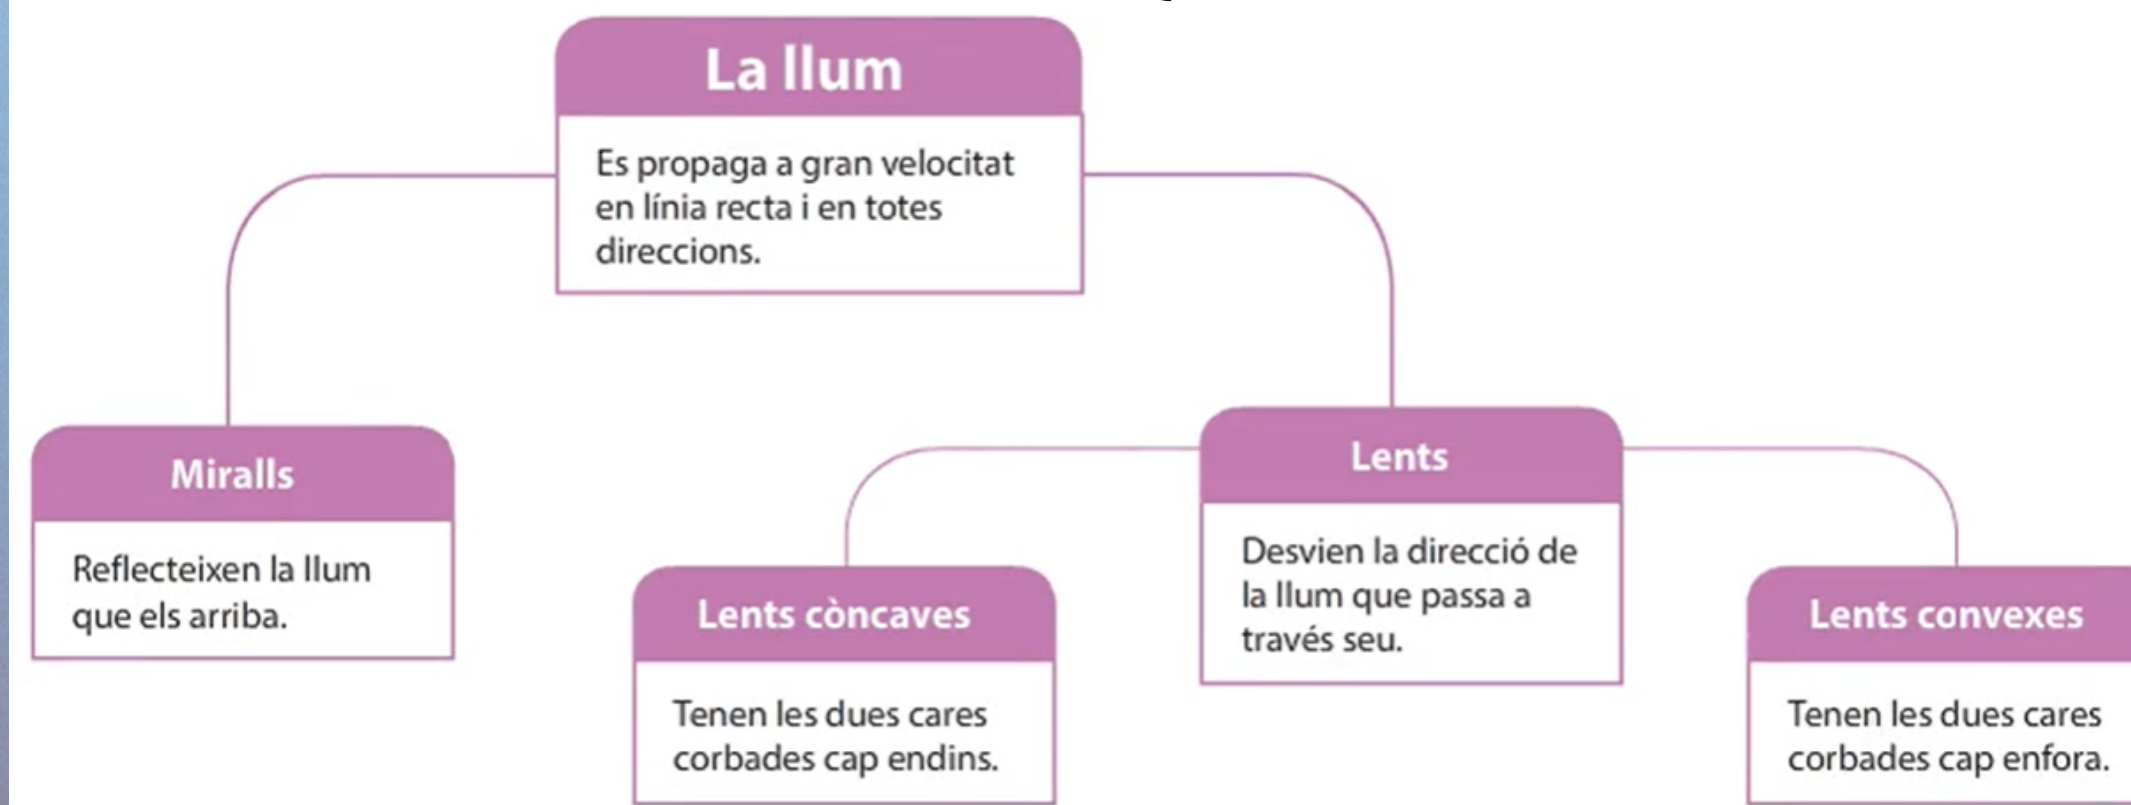 La llum
Es propaga a gran velocitat
en línia recta i en totes
direccions.
Miralls
Reflecteixen la llum
que els arriba.
Lents
Desvien la direcció de
la llum que passa a
través seu.
Lents còncaves
Tenen les dues cares
corbades cap endins.
Lents convexes
Tenen les dues cares
corbades cap enfora.